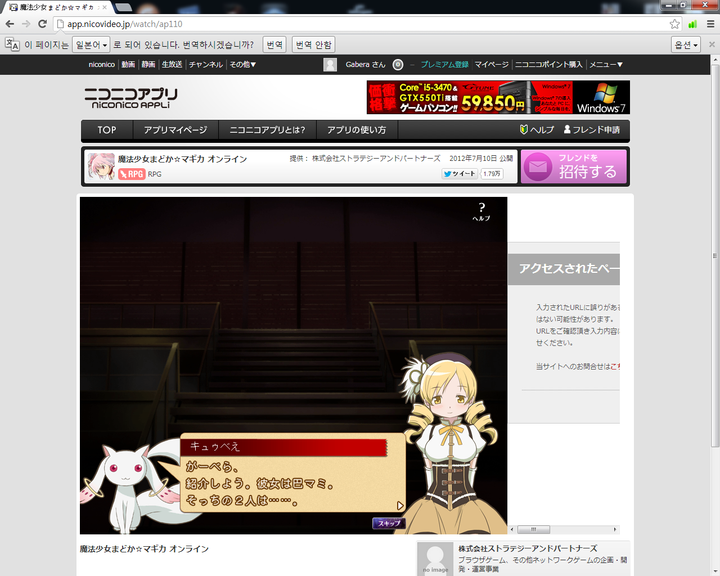 魔法少女まどか☆マギカ
app.nicovideo.jp/watch/ap110
이 페이지는 일본어 로 되어 있습니다. 번역하시겠습니까? 번역 번역 안함 옵션
niconico 動画 静画 生放送 チャンネル その他▼ Gabera さん プレミアム登録 マイページ ニコニコポイント購入 メニュー▼
ニコニコアプリ
niconico APPLi
Core i5-3470&
GTX550Ti搭載
ゲームパソコン!!
59,850円
Windows 7
TOP アプリマイページ ニコニコアプリとは? アプリの使い方 ヘルプ フレンド申請
魔法少女まどか☆マギカ オンライン 提供： 株式会社ストラテジーアンドパートナーズ 2012年7月10日 公開
RPG RPG ツイート 1.79万
フレンドを
招待する
?
ヘルプ
アクセスされたペー
入力されたURLに誤りがある
はない可能性があります。
URLをご確認頂き入力内容に
せください。
当サイトへのお問合せはこち
キュゥべえ
がーべら、
紹介しよう。彼女は巴マミ。
そっちの２人は……。
スキップ
魔法少女まどか☆マギカ オンライン
no image
株式会社ストラテジーアンドパートナーズ
ブラウザゲーム、その他ネットワークゲームの企画・開
発・運営事業